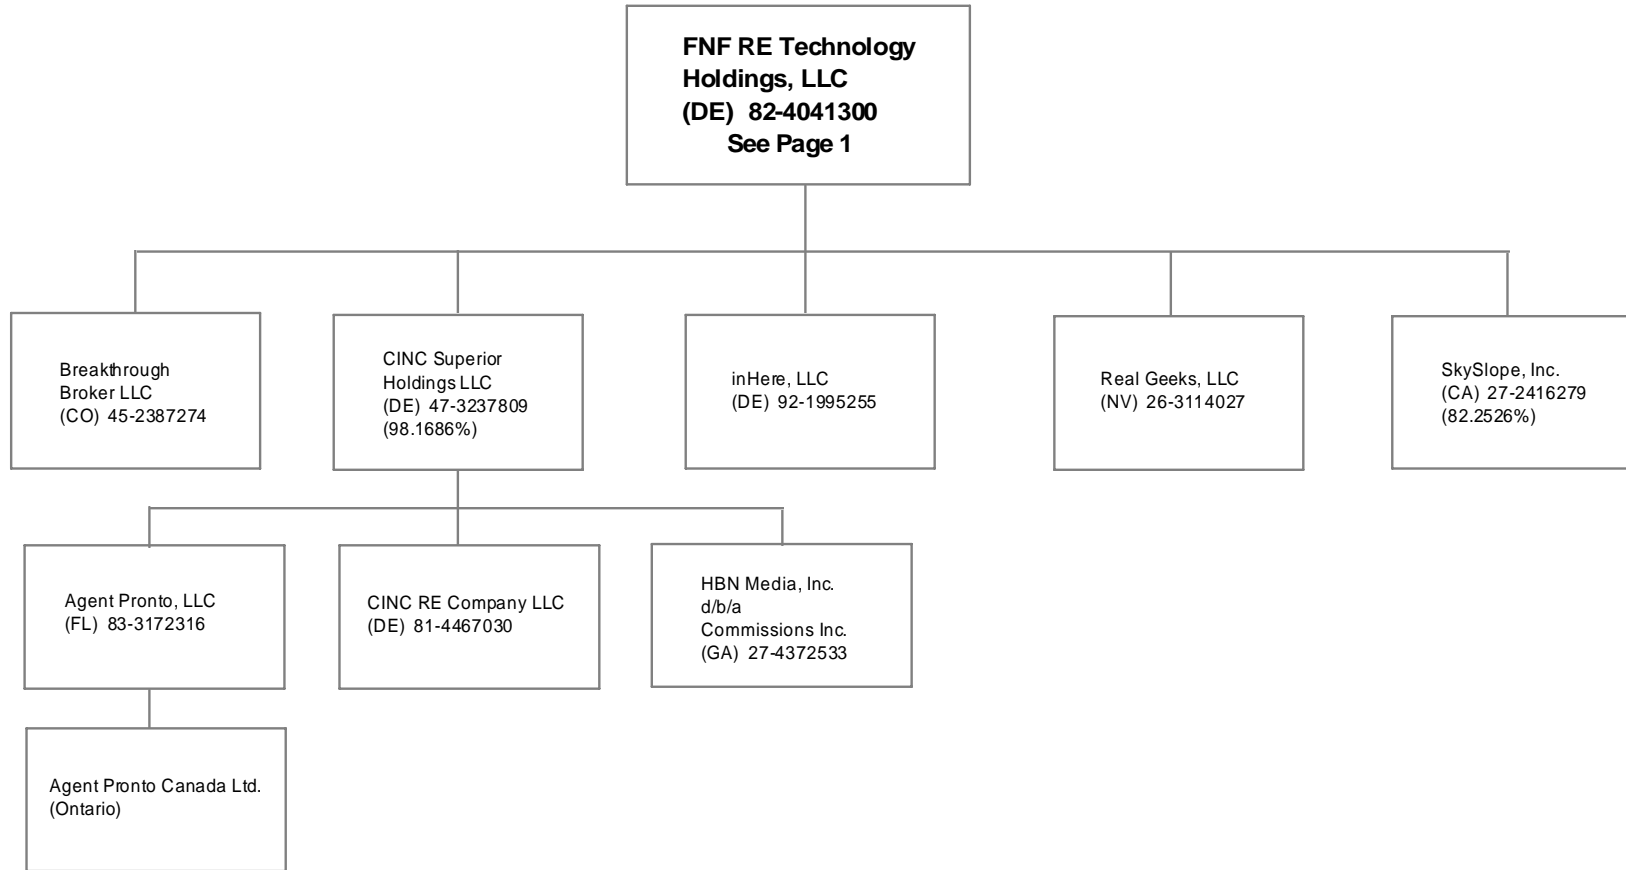 FNF RE Technology
Holdings, LLC
(DE) 82-4041300
See Page 1
Breakthrough
Broker LLC
(CO) 45-2387274
CINC Superior
Holdings LLC
(DE) 47-3237809
(98.1686%)
inHere, LLC
(DE) 92-1995255
Real Geeks, LLC
(NV) 26-3114027
SkySlope, Inc.
(CA) 27-2416279
(82.2526%)
Agent Pronto, LLC
(FL) 83-3172316
CINC RE Company LLC
(DE) 81-4467030
HBN Media, Inc.
d/b/a
Commissions Inc.
(GA) 27-4372533
Agent Pronto Canada Ltd.
(Ontario)